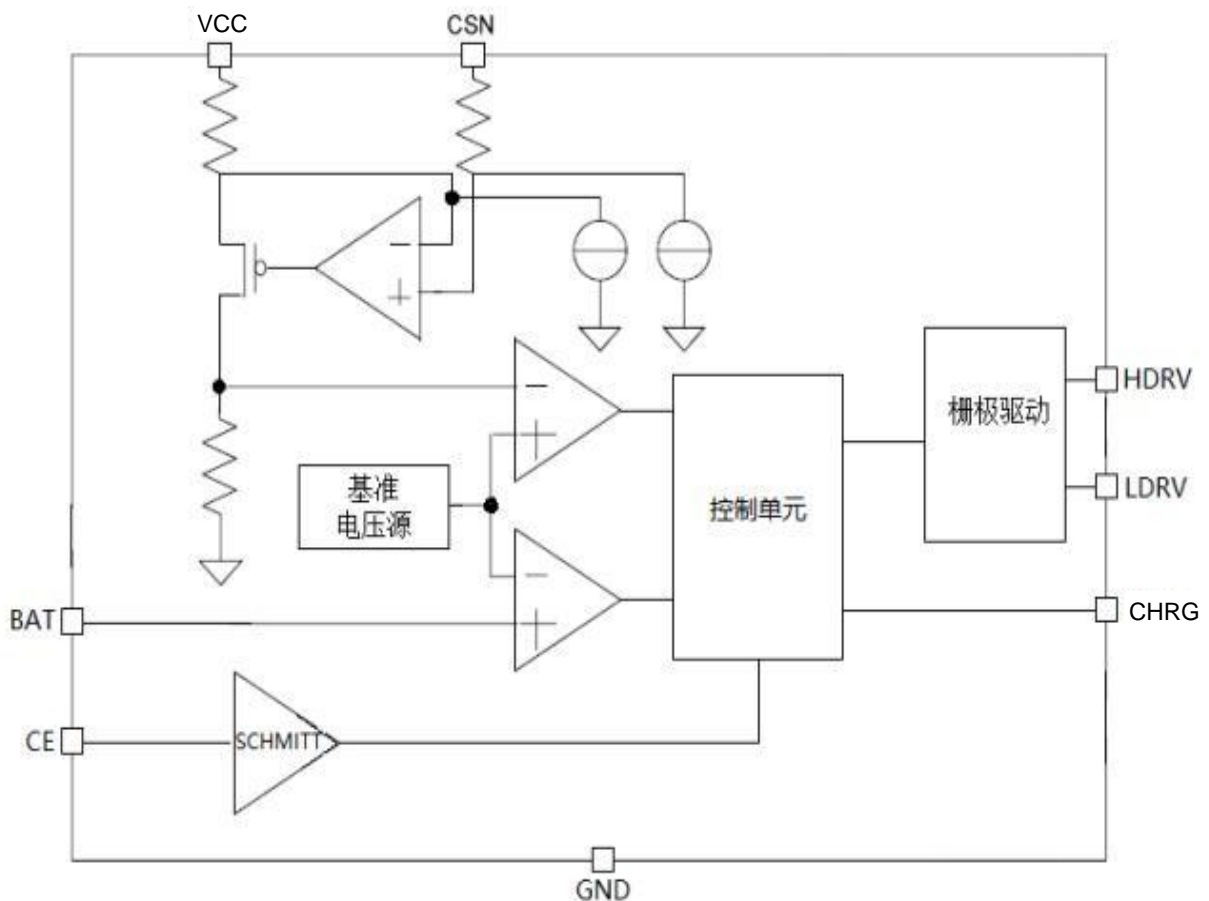 VCC
CSN
HDRV
栅极驱动
基准
电压源
控制单元
LDRV
BAT
CHRG
CE
SCHMITT
GND